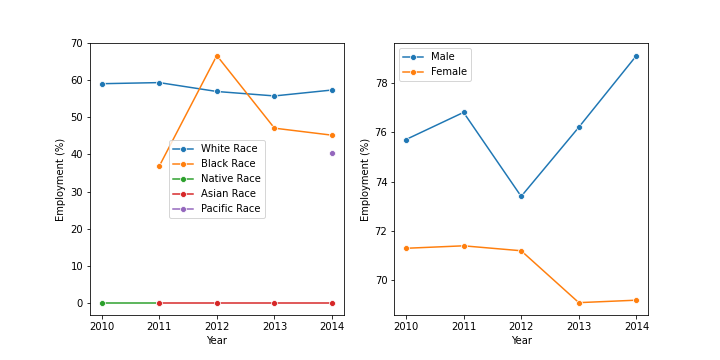 70
60
50
40
30
20
10
0
Employment (%)
2010 2011 2012 2013 2014
Year
White Race
Black Race
Native Race
Asian Race
Pacific Race
78
76
74
72
70
Employment (%)
2010 2011 2012 2013 2014
Year
Male
Female